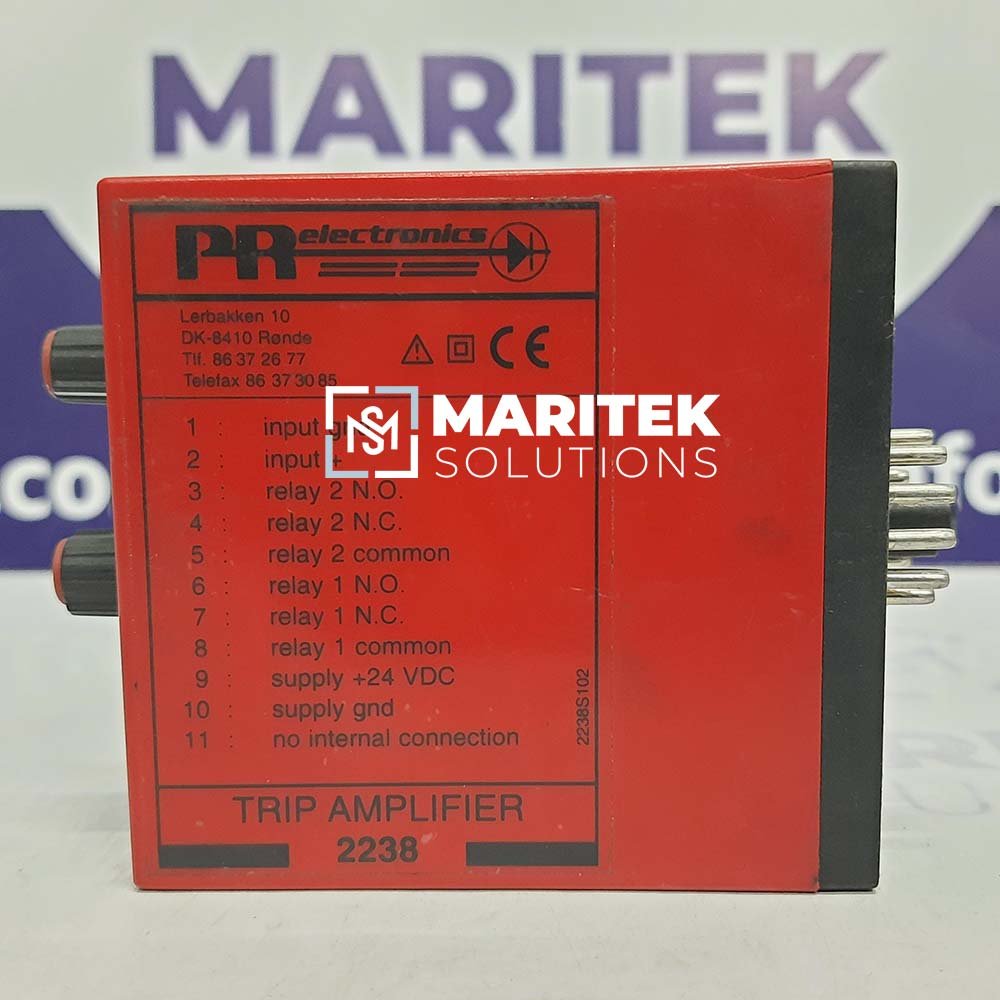 MARITEK
PR electronics
Lerbakken 10
DK-8410 Rønde
Tlf. 86 37 26 77
Telefax 86 37 30 85
CE
MARITEK
SOLUTIONS
1 : input
2 : input +
3 : relay 2 N.O.
4 : relay 2 N.C.
5 : relay 2 common
6 : relay 1 N.O.
7 : relay 1 N.C.
8 : relay 1 common
9 : supply +24 VDC
10 : supply gnd
11 : no internal connection
2238S102
TRIP AMPLIFIER
2238